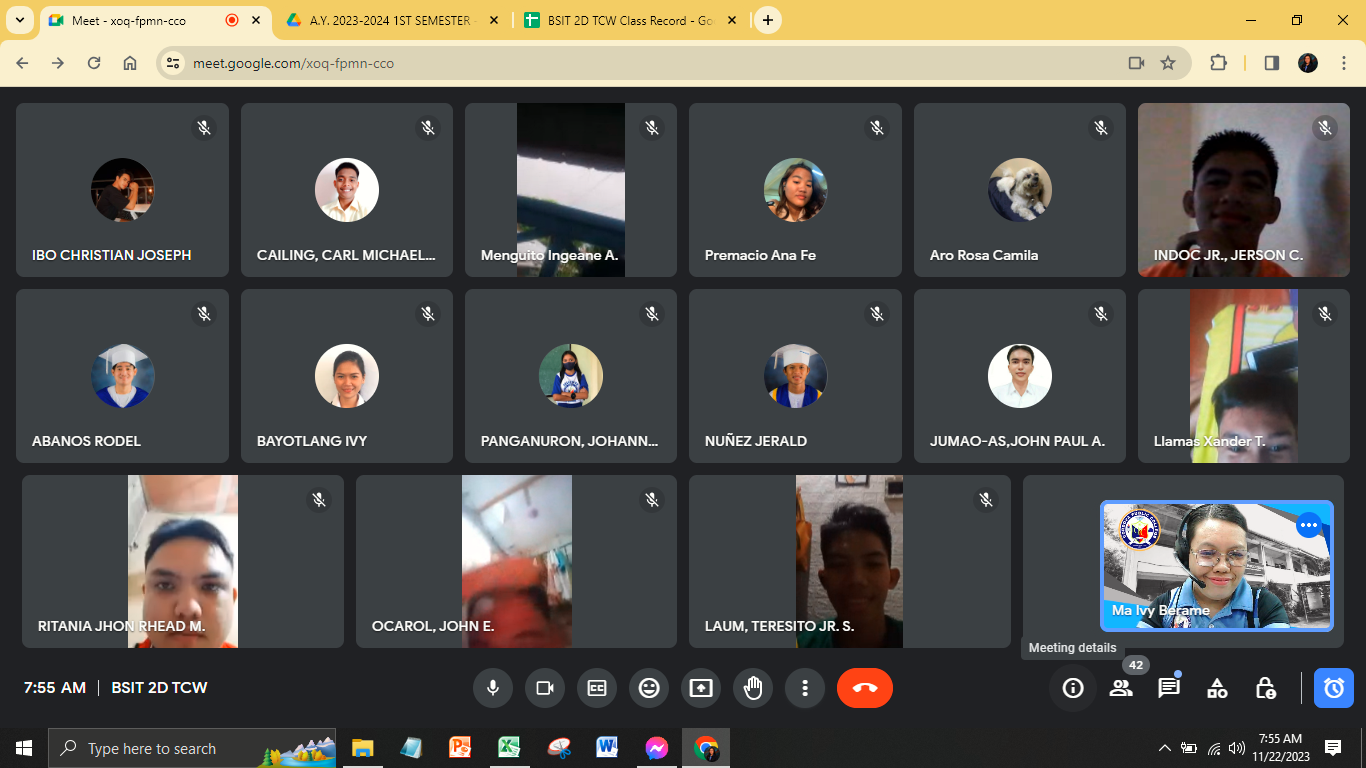 Meet - xoq-fpmn-cco
A.Y. 2023-2024 1ST SEMESTER -
BSIT 2D TCW Class Record - Goo
meet.google.com/xoq-fpmn-cco
IBO CHRISTIAN JOSEPH
CAILING, CARL MICHAEL...
Menguito Ingeane A.
Premacio Ana Fe
Aro Rosa Camila
INDOC JR., JERSON C.
ABANOS RODEL
BAYOTLANG IVY
PANGANURON, JOHANN...
NUÑEZ JERALD
JUMAO-AS,JOHN PAUL A.
Llamas Xander T.
RITANIA JHON RHEAD M.
OCAROL, JOHN E.
LAUM, TERESITO JR. S.
Ma Ivy Berame
Meeting details
42
7:55 AM | BSIT 2D TCW
Type here to search
7:55 AM
11/22/2023